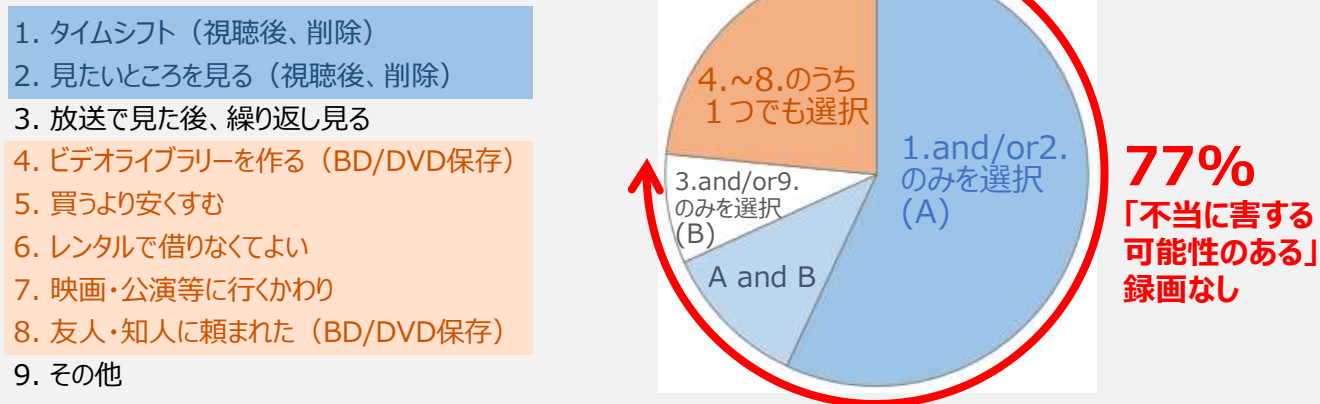 1. タイムシフト（視聴後、削除）
2. 見たいところを見る（視聴後、削除）
3. 放送で見た後、繰り返し見る
4. ビデオライブラリーを作る（BD/DVD保存）
5. 買うより安くすむ
6. レンタルで借りなくてよい
7. 映画・公演等に行くかわり
8. 友人・知人に頼まれた（BD/DVD保存）
9. その他
4.~8.のうち
１つでも選択
1.and/or2.
のみを選択
(A)
3.and/or9.
のみを選択
(B)
A and B
77%
「不当に害する
可能性のある」
録画なし